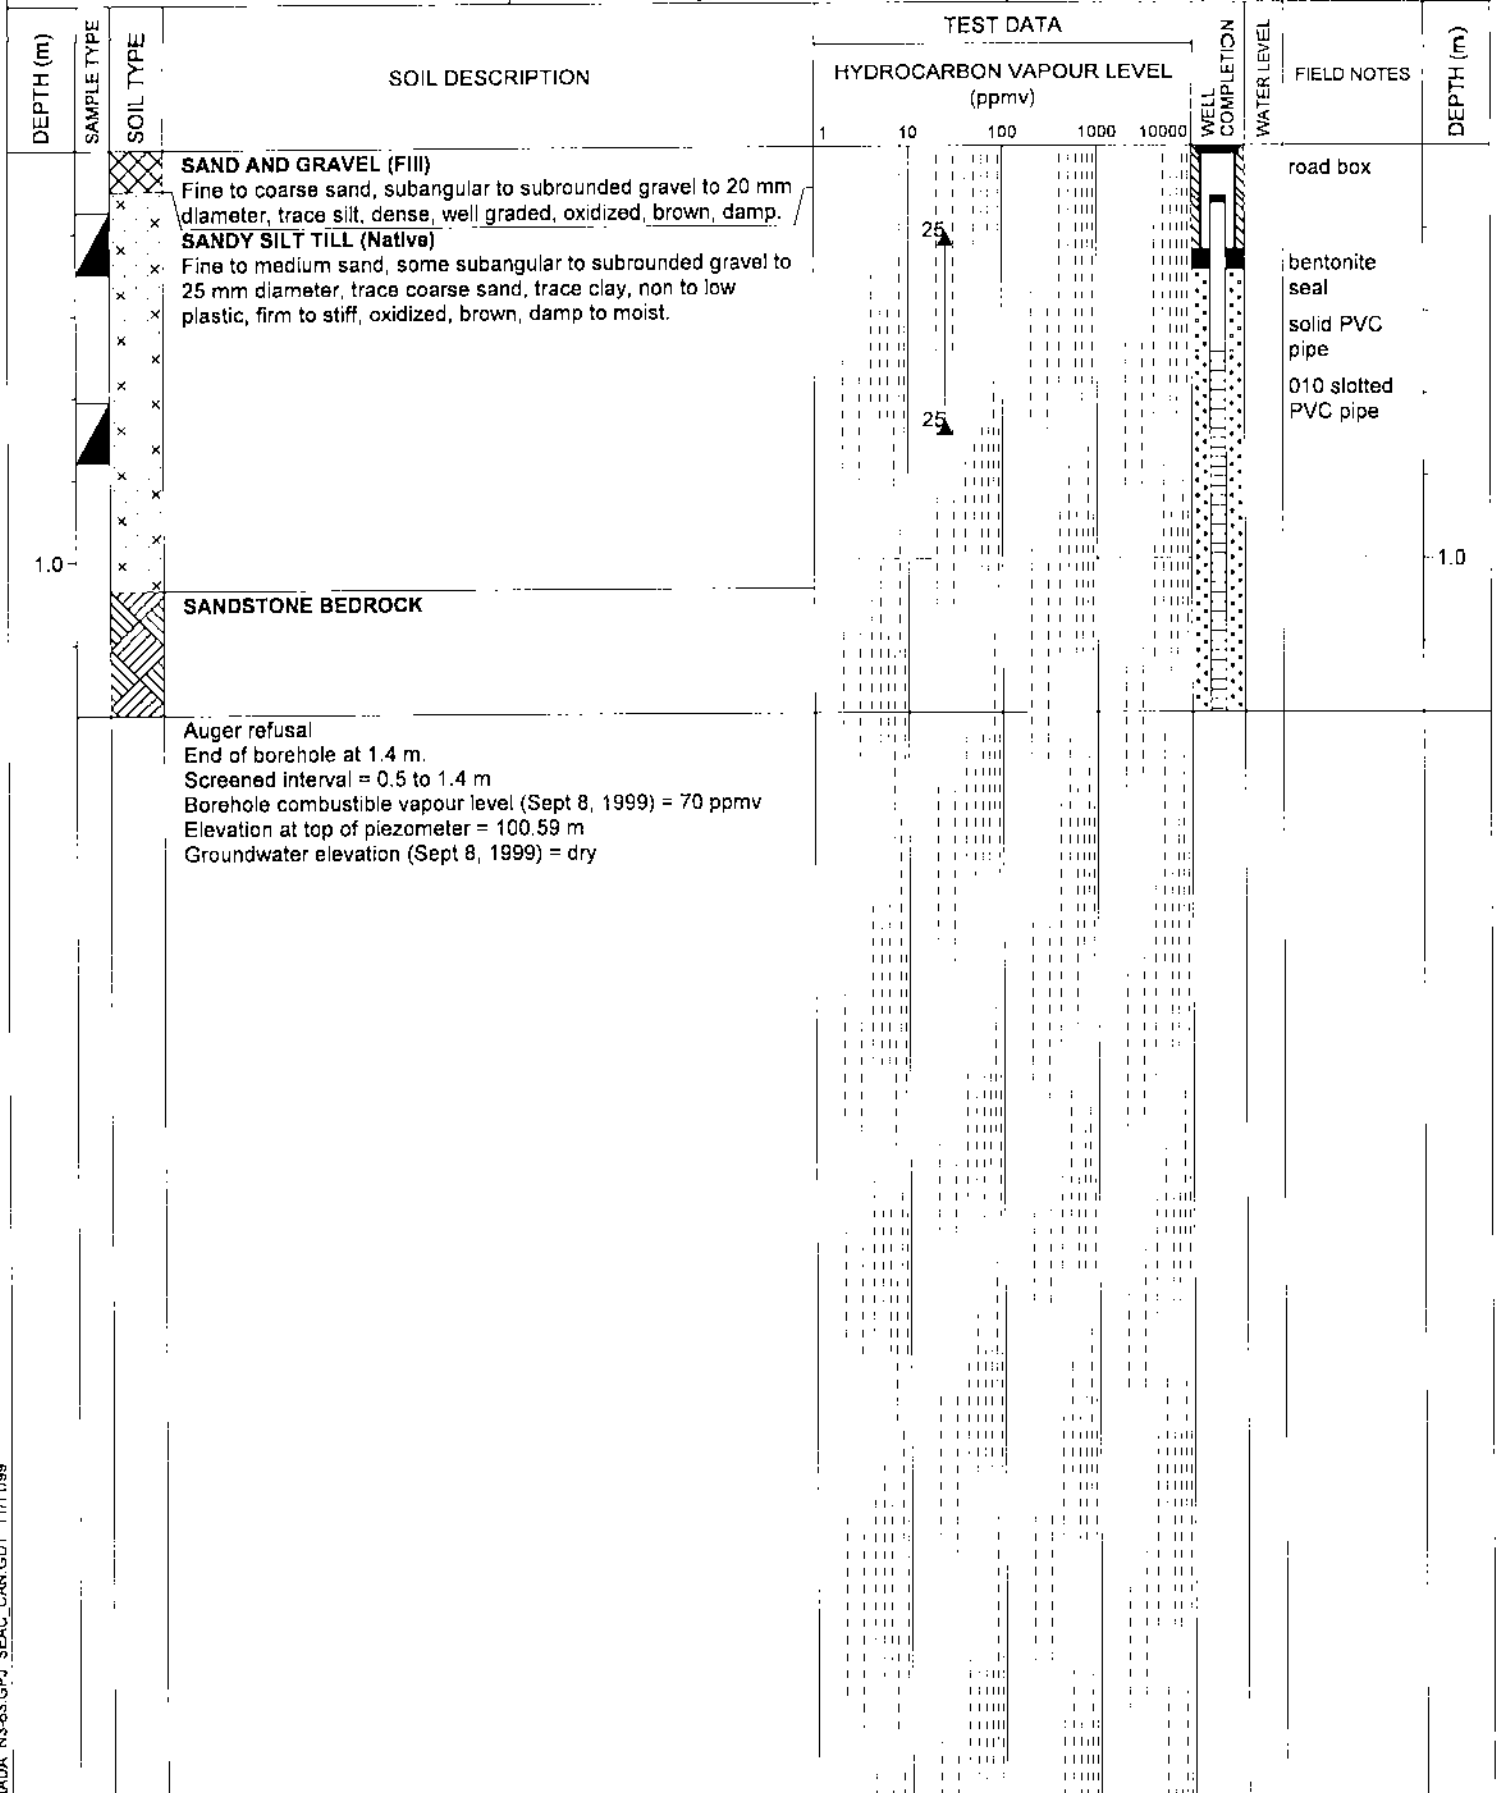 DEPTH (m)
SAMPLE TYPE
SOIL TYPE
SOIL DESCRIPTION
TEST DATA
HYDROCARBON VAPOUR LEVEL
(ppmv)
1 10 100 1000 10000
WELL
COMPLETION
WATER LEVEL
FIELD NOTES
DEPTH (m)
SAND AND GRAVEL (Fill)
Fine to coarse sand, subangular to subrounded gravel to 20 mm
diameter, trace silt, dense, well graded, oxidized, brown, damp.
SANDY SILT TILL (Native)
Fine to medium sand, some subangular to subrounded gravel to
25 mm diameter, trace coarse sand, trace clay, non to low
plastic, firm to stiff, oxidized, brown, damp to moist.
25
25
road box
bentonite
seal
solid PVC
pipe
010 slotted
PVC pipe
1.0
1.0
SANDSTONE BEDROCK
Auger refusal
End of borehole at 1.4 m.
Screened interval = 0.5 to 1.4 m
Borehole combustible vapour level (Sept 8, 1999) = 70 ppmv
Elevation at top of piezometer = 100.59 m
Groundwater elevation (Sept 8, 1999) = dry